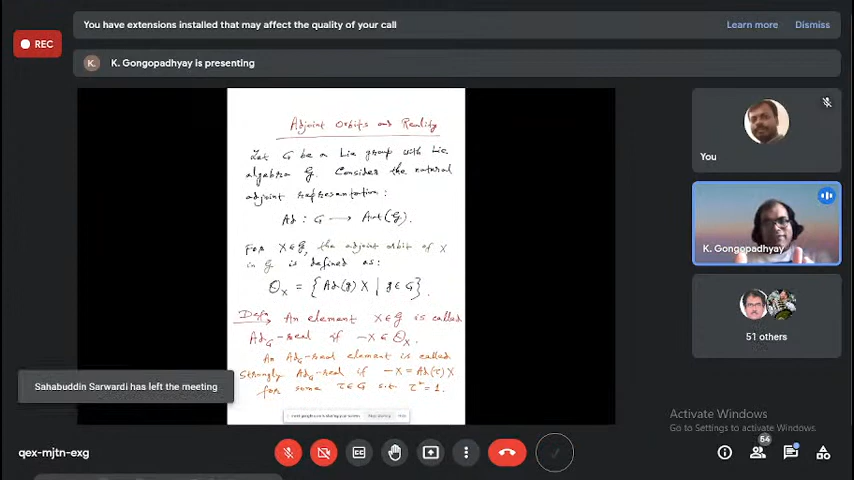 You have extensions installed that may affect the quality of your call
Learn more
Dismiss
REC
K. K. Gongopadhyay is presenting
Adjoint Orbits and Reality
Let G be a Lie group with Lie
algebra 𝔤. Consider the natural
adjoint representation:
Ad : G ⟶ Aut(𝔤).
For X∈𝔤, the adjoint orbit of X
in 𝔤 is defined as:
𝒪_X = { Ad(g) X | g∈G }.
Defn An element X∈𝔤 is called
Ad_G-real if -X∈𝒪_X.
An Ad_G-real element is called
Strongly Ad_G-real if -X = Ad(τ) X
for some τ∈G s.t. τ²=1.
You
K. Gongopadhyay
51 others
Sahabuddin Sarwardi has left the meeting
Activate Windows
Go to Settings to activate Windows.
qex-mjtn-exg
64